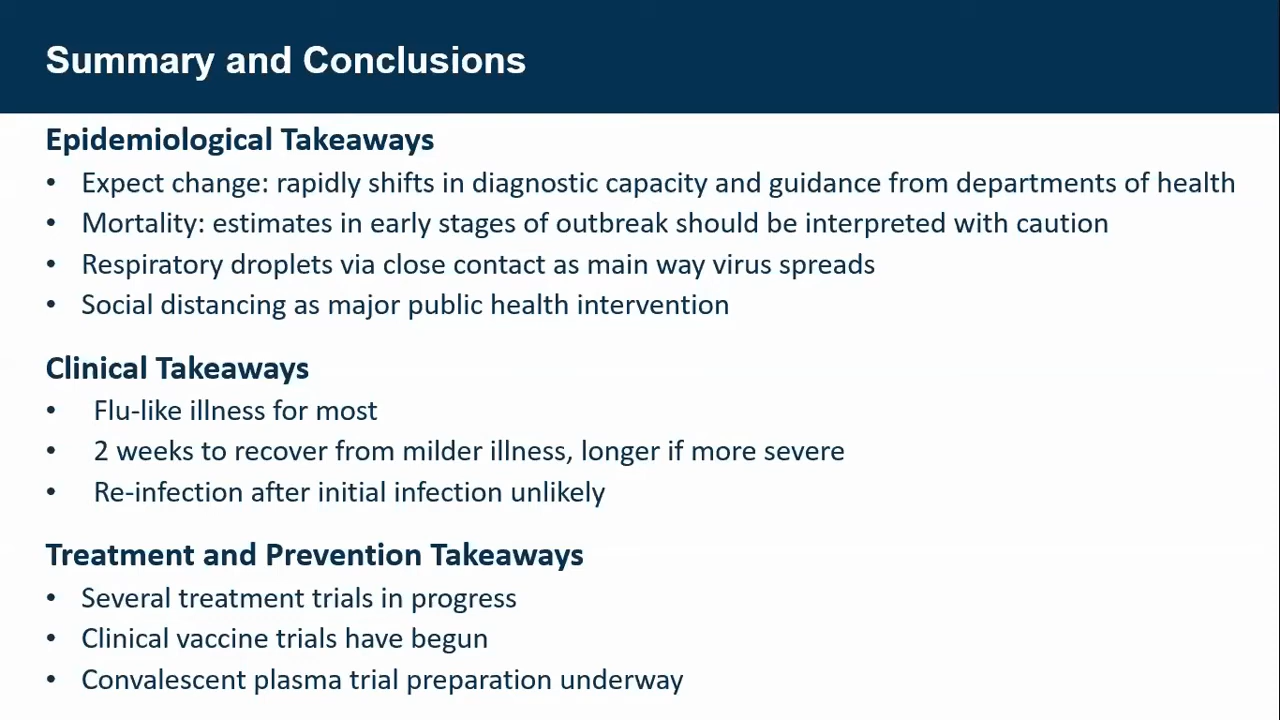 Summary and Conclusions
Epidemiological Takeaways
• Expect change: rapidly shifts in diagnostic capacity and guidance from departments of health
• Mortality: estimates in early stages of outbreak should be interpreted with caution
• Respiratory droplets via close contact as main way virus spreads
• Social distancing as major public health intervention
Clinical Takeaways
• Flu-like illness for most
• 2 weeks to recover from milder illness, longer if more severe
• Re-infection after initial infection unlikely
Treatment and Prevention Takeaways
• Several treatment trials in progress
• Clinical vaccine trials have begun
• Convalescent plasma trial preparation underway